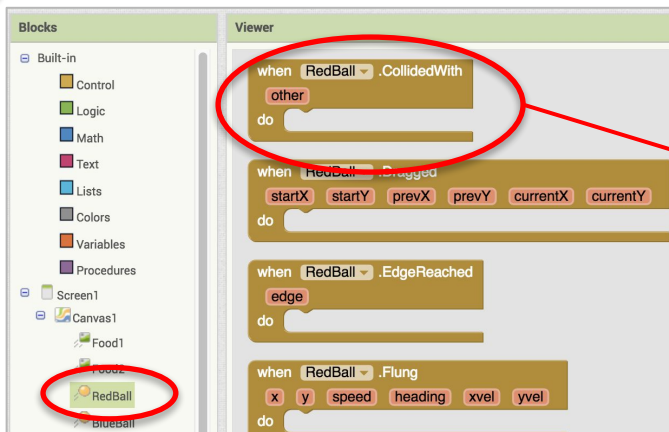 Blocks
Built-in
Control
Logic
Math
Text
Lists
Colors
Variables
Procedures
Screen1
Canvas1
Food1
Food2
RedBall
BlueBall
Viewer
when RedBall .CollidedWith
other
do
when RedBall .Dragged
startX startY prevX prevY currentX currentY
do
when RedBall .EdgeReached
edge
do
when RedBall .Flung
x y speed heading xvel yvel
do